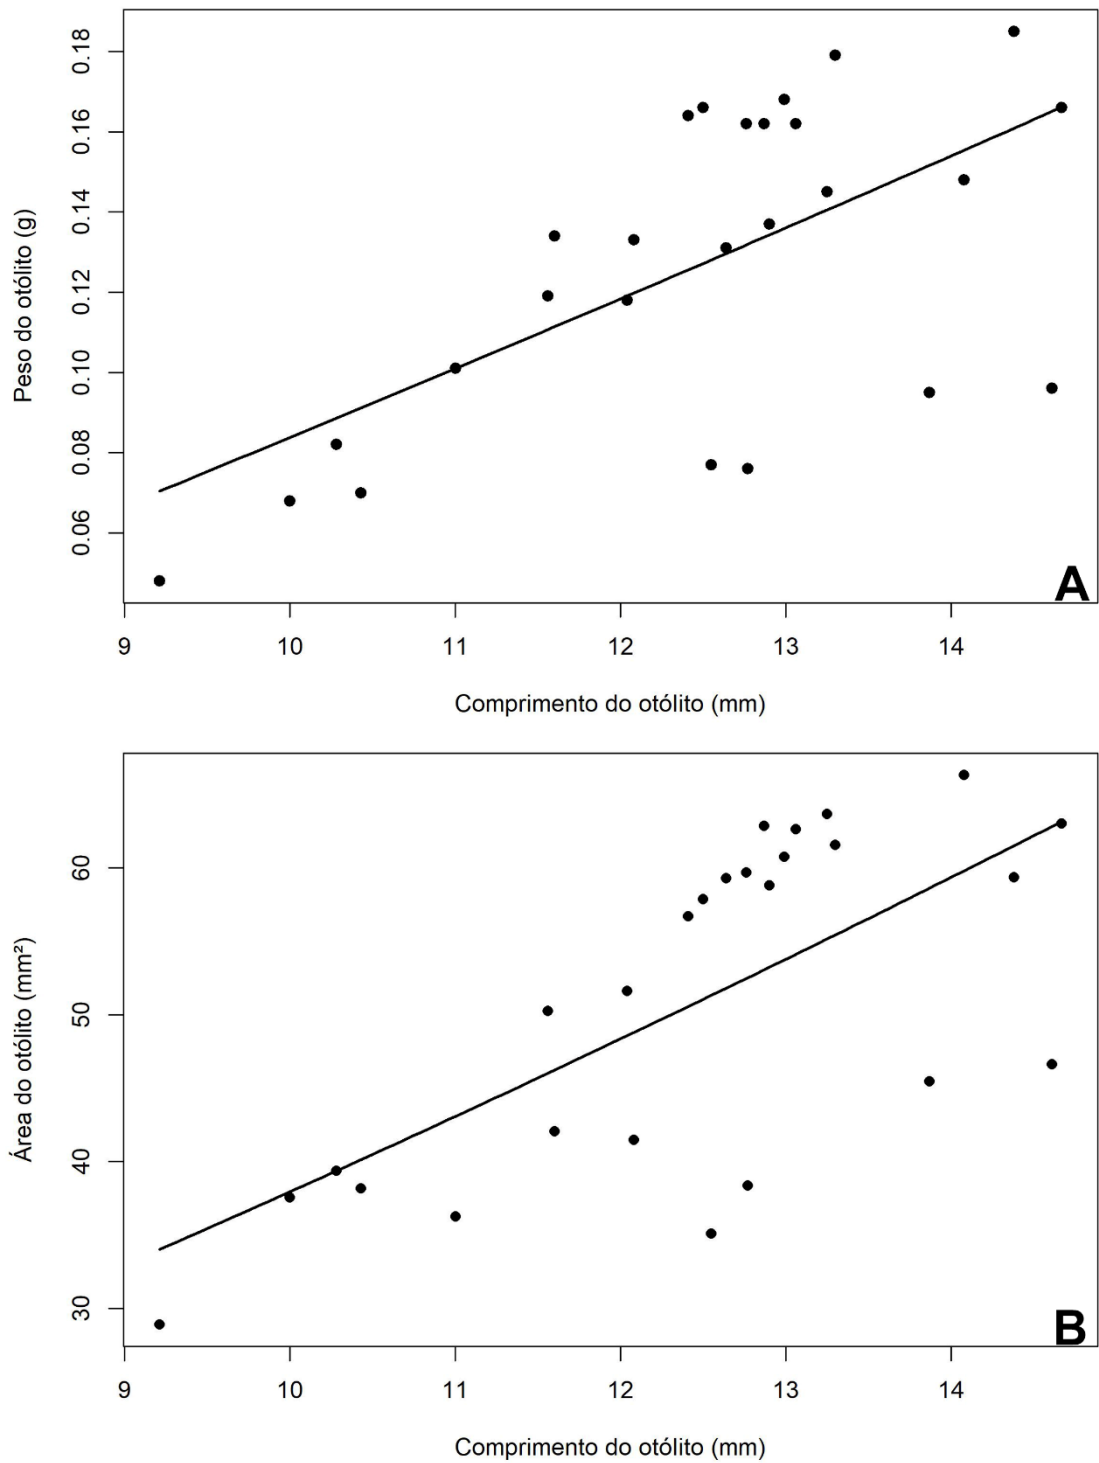 0.18
0.16
0.14
0.12
0.10
0.08
0.06
Peso do otólito (g)
A
9 10 11 12 13 14
Comprimento do otólito (mm)
60
50
40
30
Área do otólito (mm²)
B
9 10 11 12 13 14
Comprimento do otólito (mm)